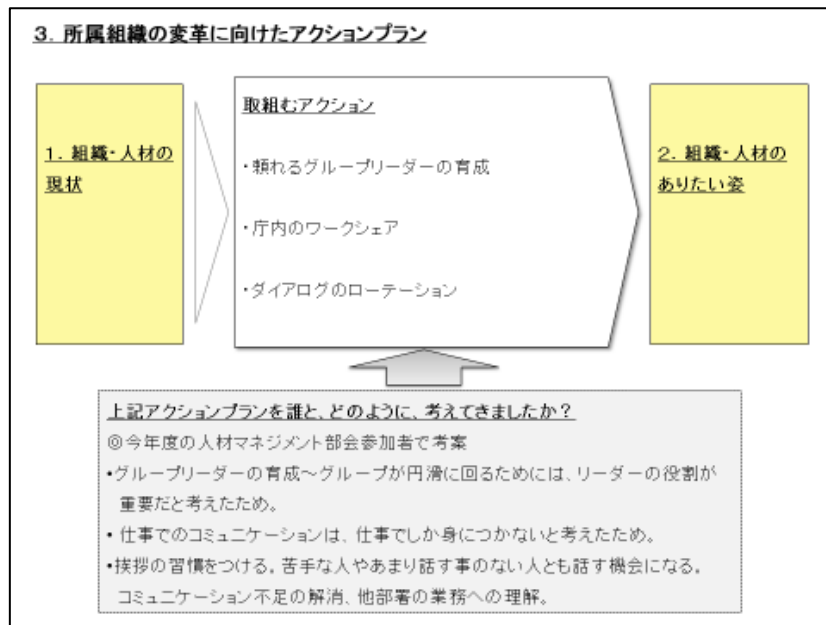 3. 所属組織の変革に向けたアクションプラン
1. 組織・人材の
現状
取組むアクション
・頼れるグループリーダーの育成
・庁内のワークシェア
・ダイアログのローテーション
2. 組織・人材の
ありたい姿
上記アクションプランを誰と、どのように、考えてきましたか？
◎今年度の人材マネジメント部会参加者で考案
•グループリーダーの育成～グループが円滑に回るためには、リーダーの役割が
重要だと考えたため。
• 仕事でのコミュニケーションは、仕事でしか身につかないと考えたため。
•挨拶の習慣をつける。苦手な人やあまり話す事のない人とも話す機会になる。
コミュニケーション不足の解消、他部署の業務への理解。